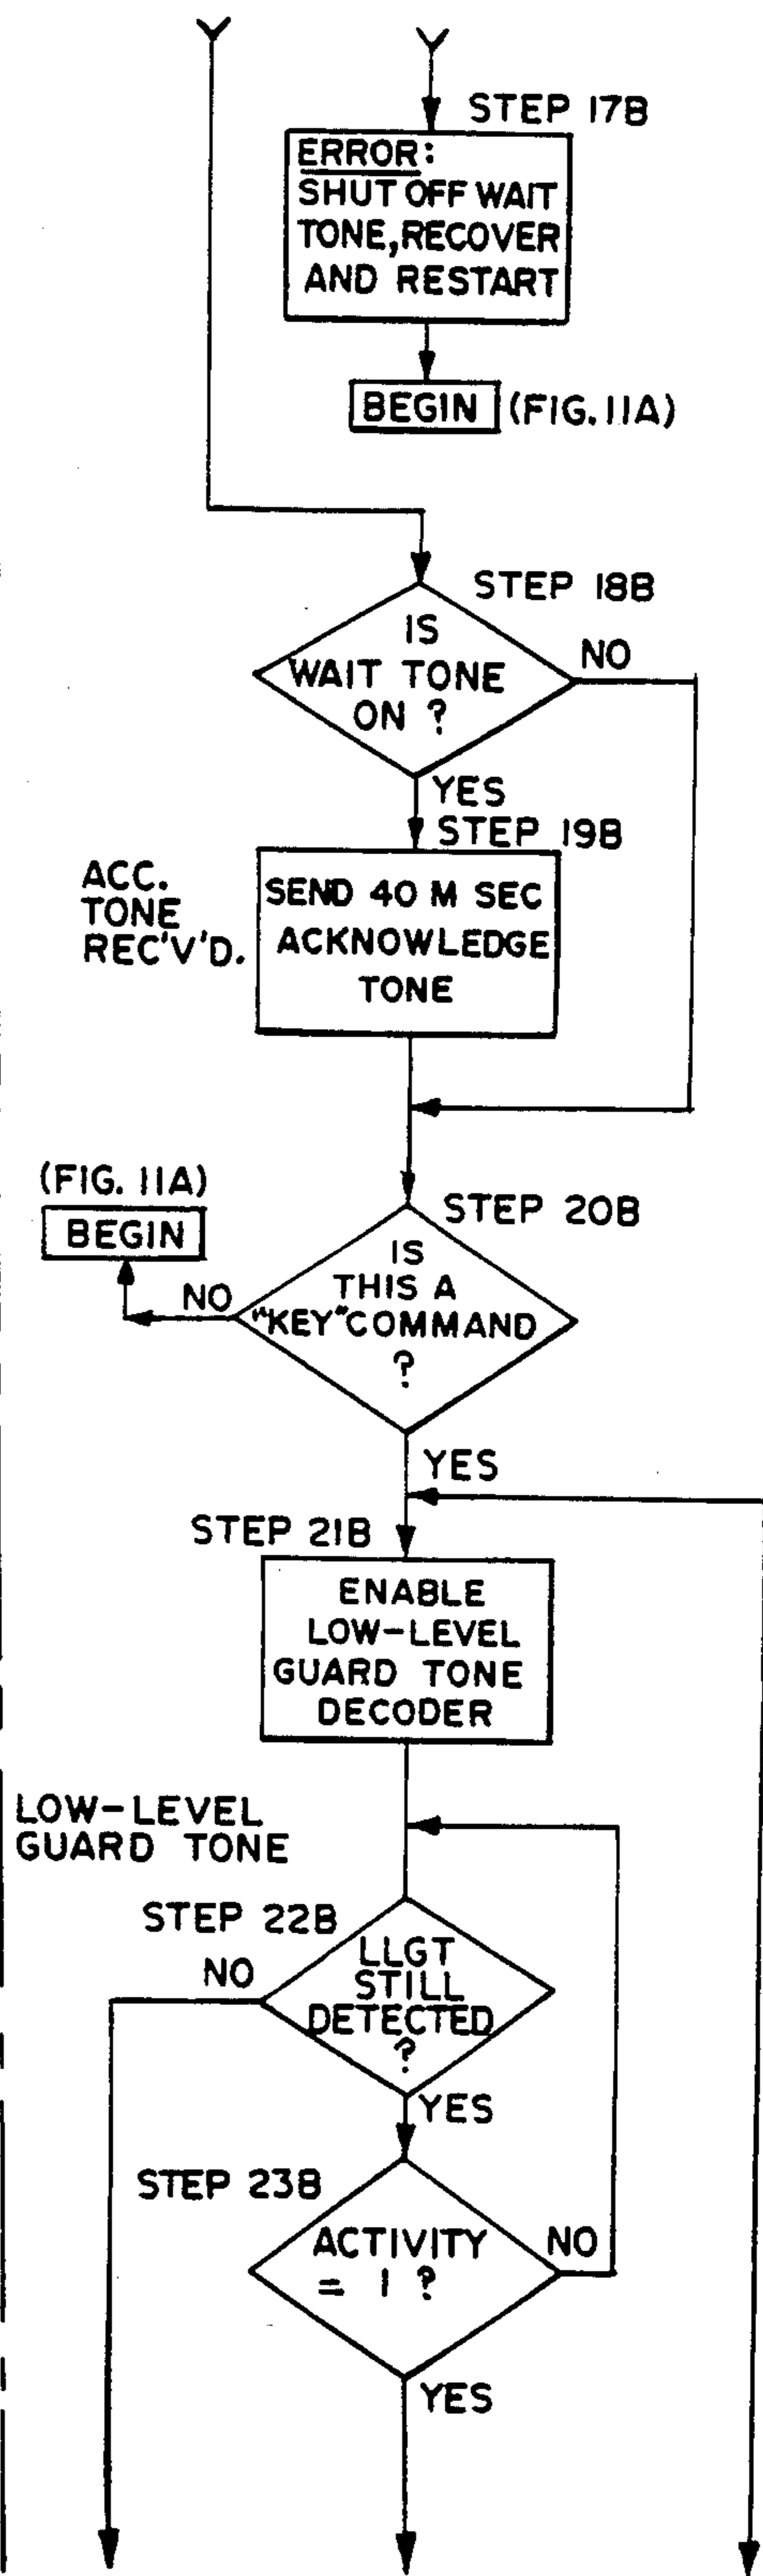 STEP 17B
ERROR:
SHUT OFF WAIT
TONE, RECOVER
AND RESTART
BEGIN (FIG. 11A)
STEP 18B
IS
WAIT TONE
ON ?
NO
YES
STEP 19B
ACC.
TONE
REC'V'D.
SEND 40 M SEC
ACKNOWLEDGE
TONE
(FIG. 11A)
BEGIN
STEP 20B
IS
THIS A
"KEY" COMMAND
?
NO
YES
STEP 21B
ENABLE
LOW-LEVEL
GUARD TONE
DECODER
LOW-LEVEL
GUARD TONE
STEP 22B
LLGT
STILL
DETECTED
?
NO
YES
STEP 23B
ACTIVITY
= 1 ?
NO
YES